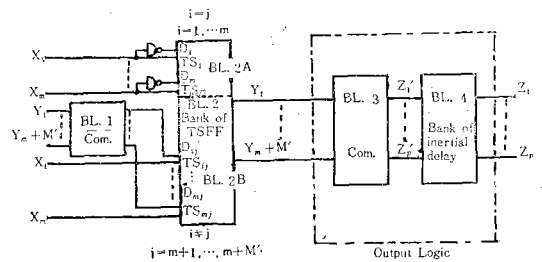 i=j
i=1,⋯m
X₁
D₁
TS₁
BL. 2A
Dₘ
Xₘ
TSₘₘ
Y₁
BL. 1
Com.
Yₘ+M′
BL. 2
Bank of
TSFF
X₁
Dᵢⱼ
TSᵢⱼ
BL. 2B
Dₘⱼ
Xₘ
TSₘⱼ
i≠j
j=m+1,⋯, m+M′
Y₁
Yₘ+M′
BL. 3
Com.
Z₁′
Zₚ′
BL. 4
Bank of
inertial
delay
Z₁
Zₚ
Output Logic